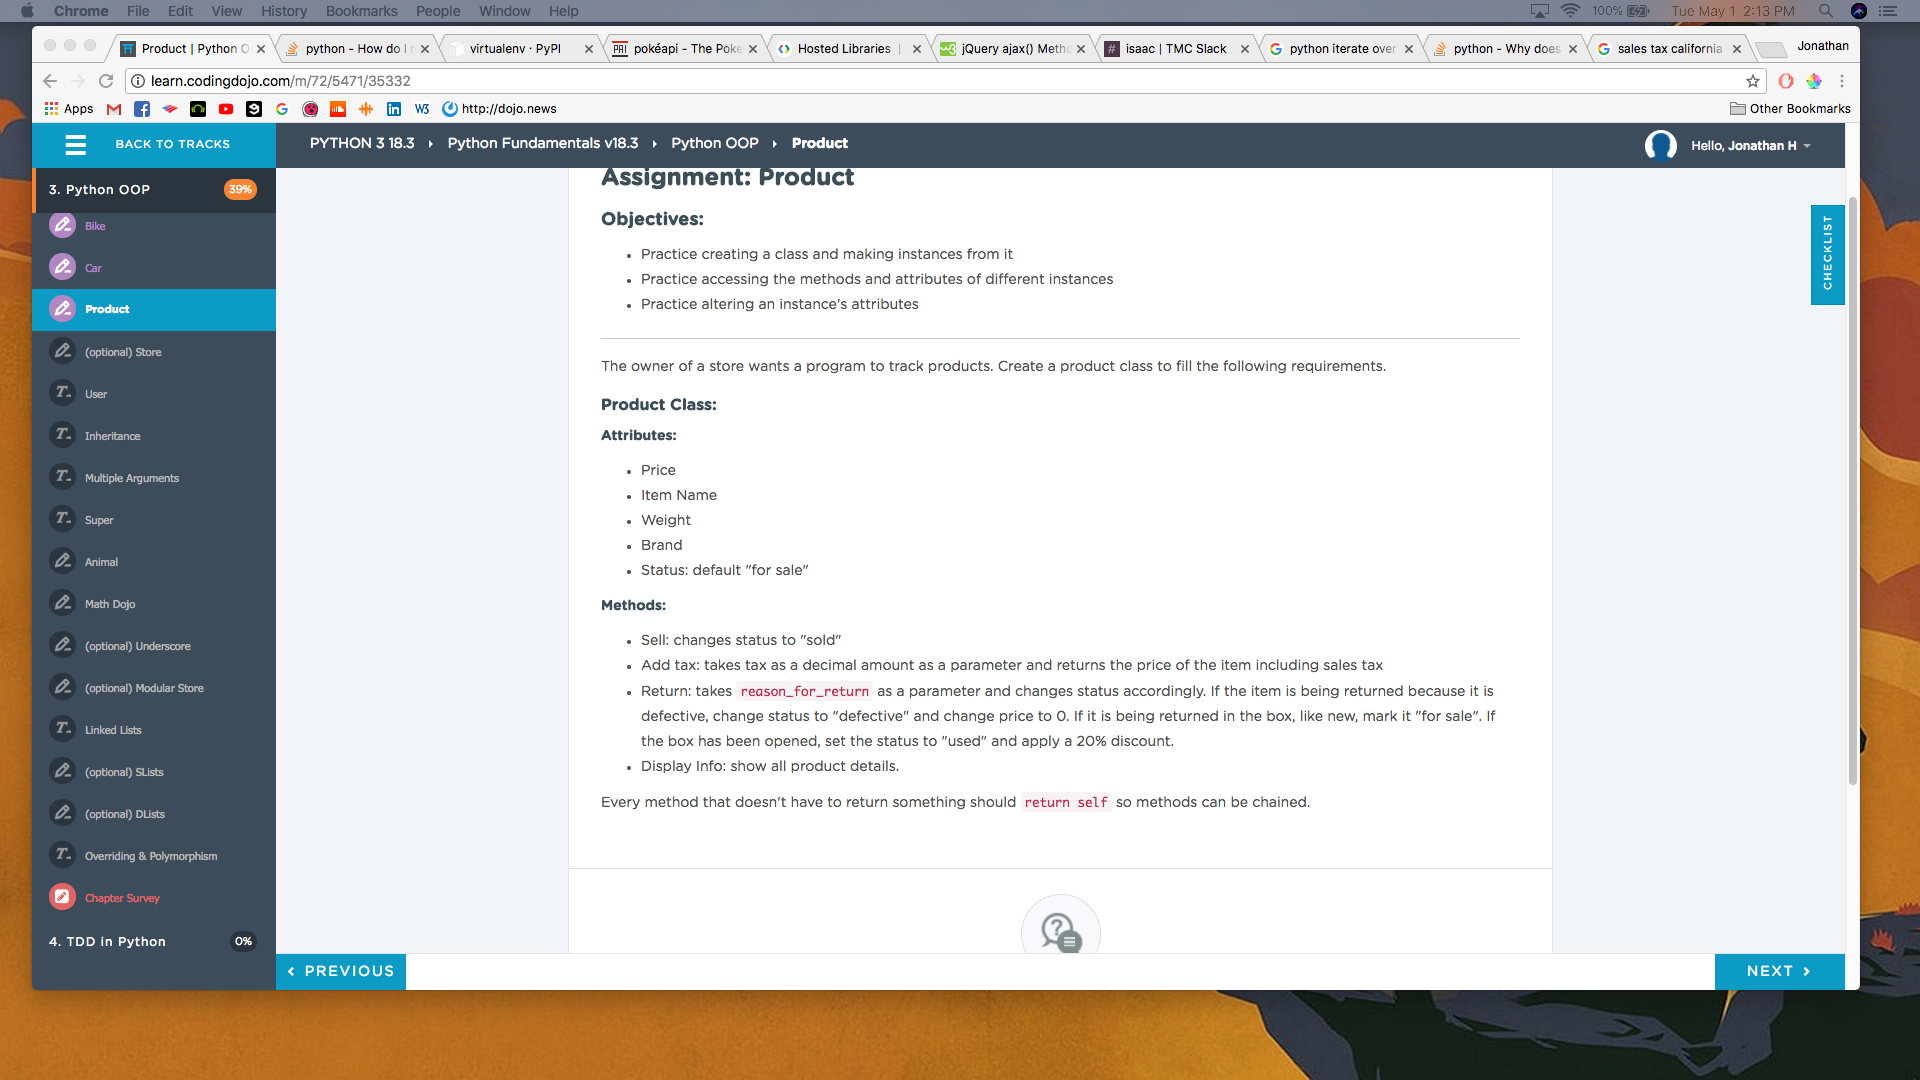 Chrome File Edit View History Bookmarks People Window Help 100% Tue May 1 2:13 PM
Product | Python O python - How do I virtualenv · PyPI pokéapi - The Poke Hosted Libraries | jQuery ajax() Meth isaac | TMC Slack python iterate over python - Why does sales tax california Jonathan
learn.codingdojo.com/m/72/5471/35332
Apps http://dojo.news Other Bookmarks
BACK TO TRACKS PYTHON 3 18.3 Python Fundamentals v18.3 Python OOP Product Hello, Jonathan H
3. Python OOP 39%
Bike
Car
Product
(optional) Store
User
Inheritance
Multiple Arguments
Super
Animal
Math Dojo
(optional) Underscore
(optional) Modular Store
Linked Lists
(optional) SLists
(optional) DLists
Overriding & Polymorphism
Chapter Survey
4. TDD in Python 0%
Assignment: Product
Objectives:
Practice creating a class and making instances from it
Practice accessing the methods and attributes of different instances
Practice altering an instance's attributes
The owner of a store wants a program to track products. Create a product class to fill the following requirements.
Product Class:
Attributes:
Price
Item Name
Weight
Brand
Status: default "for sale"
Methods:
Sell: changes status to "sold"
Add tax: takes tax as a decimal amount as a parameter and returns the price of the item including sales tax
Return: takes reason_for_return as a parameter and changes status accordingly. If the item is being returned because it is
defective, change status to "defective" and change price to 0. If it is being returned in the box, like new, mark it "for sale". If
the box has been opened, set the status to "used" and apply a 20% discount.
Display Info: show all product details.
Every method that doesn't have to return something should return self so methods can be chained.
CHECKLIST
PREVIOUS
NEXT